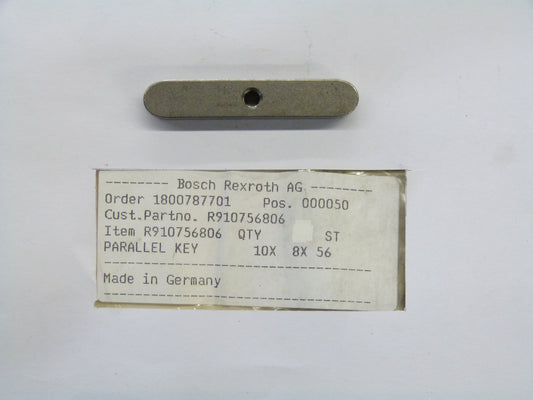 -------- Bosch Rexroth AG --------
Order 1800787701 Pos. 000050
Cust.Partno. R910756806
Item R910756806 QTY ST
PARALLEL KEY 10X 8X 56
Made in Germany